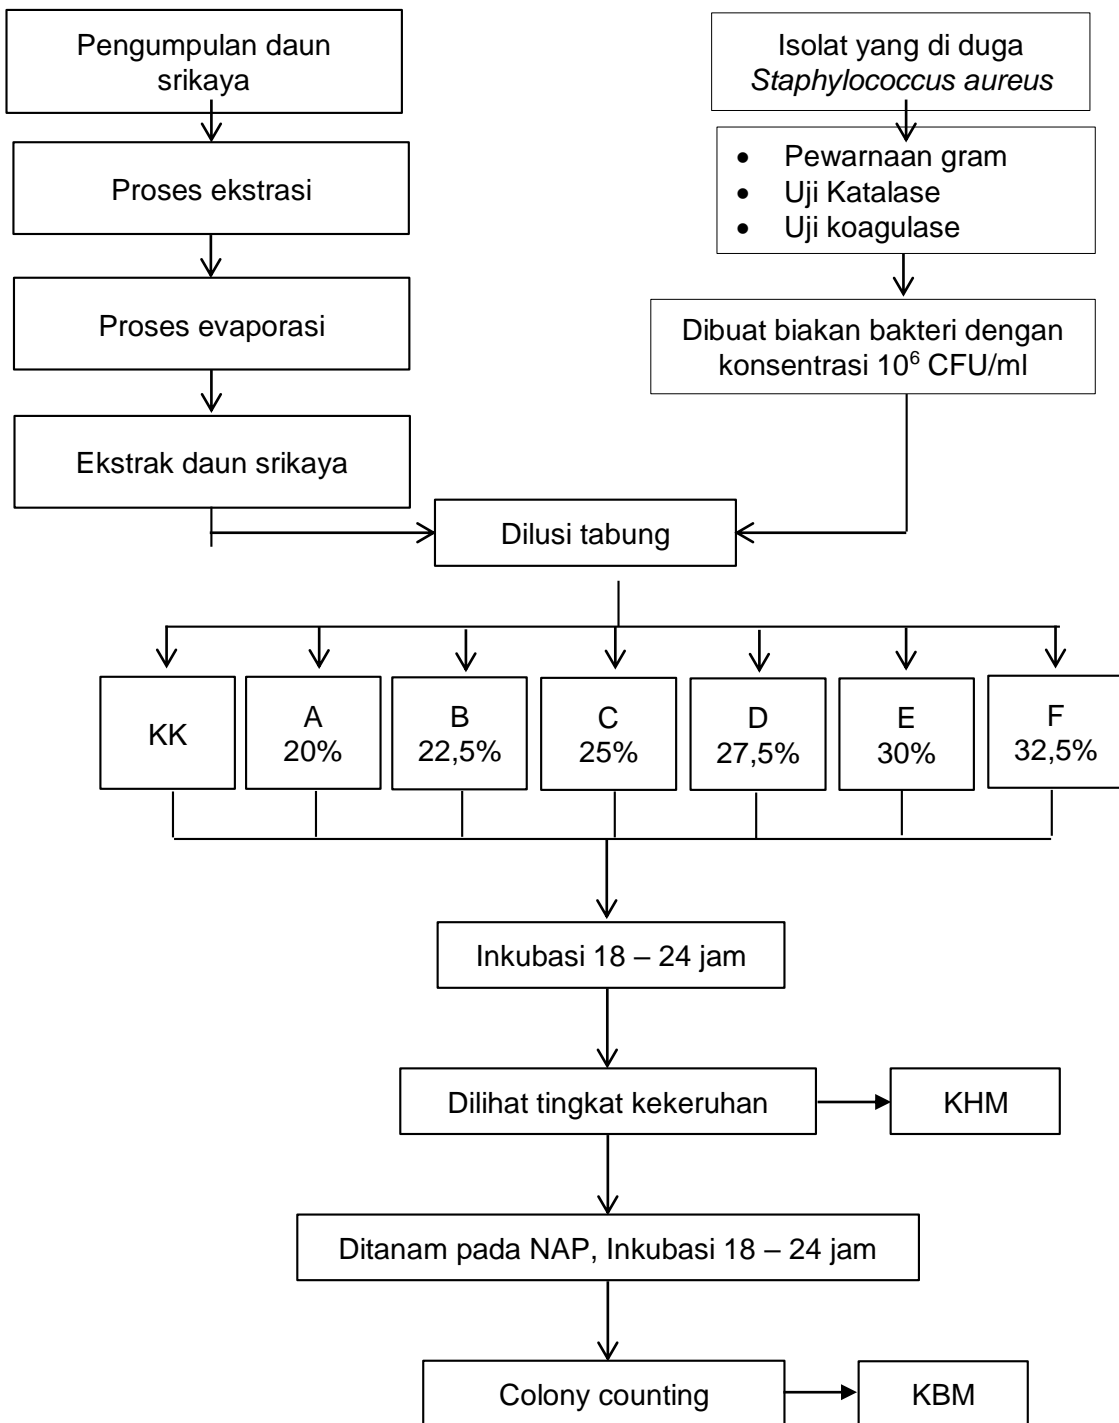 Pengumpulan daun
srikaya
Proses ekstrasi
Proses evaporasi
Ekstrak daun srikaya
Isolat yang di duga
Staphylococcus aureus
• Pewarnaan gram
• Uji Katalase
• Uji koagulase
Dibuat biakan bakteri dengan
konsentrasi 10⁶ CFU/ml
Dilusi tabung
KK
A
20%
B
22,5%
C
25%
D
27,5%
E
30%
F
32,5%
Inkubasi 18 – 24 jam
Dilihat tingkat kekeruhan
KHM
Ditanam pada NAP, Inkubasi 18 – 24 jam
Colony counting
KBM